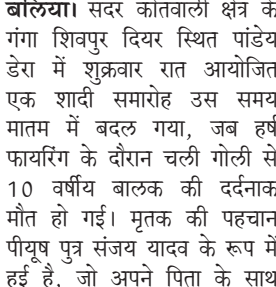 बलिया। सदर कोतवाली क्षेत्र के
गंगा शिवपुर दियर स्थित पांडेय
डेरा में शुक्रवार रात आयोजित
एक शादी समारोह उस समय
मातम में बदल गया, जब हर्ष
फायरिंग के दौरान चली गोली से
10 वर्षीय बालक की दर्दनाक
मौत हो गई। मृतक की पहचान
पीयूष पुत्र संजय यादव के रूप में
हुई है, जो अपने पिता के साथ